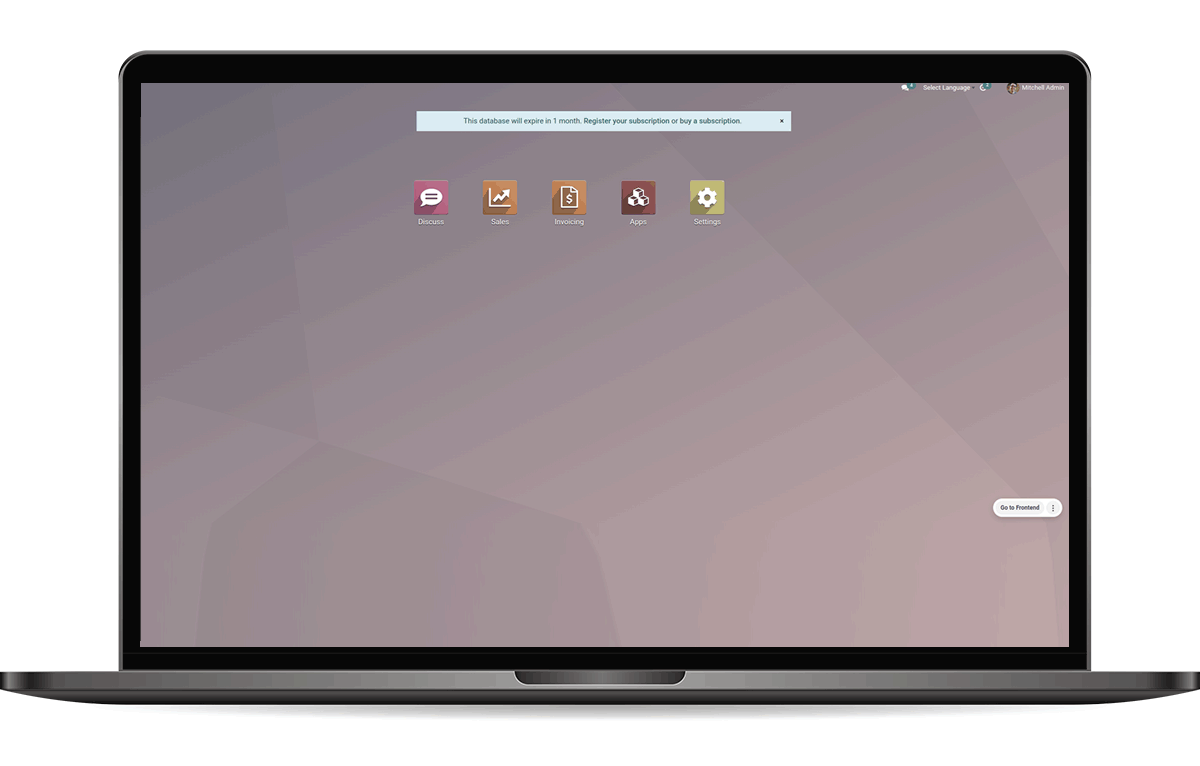 Select Language
Mitchell Admin
This database will expire in 1 month. Register your subscription or buy a subscription.
Discuss
Sales
Invoicing
Apps
Settings
Go to Frontend